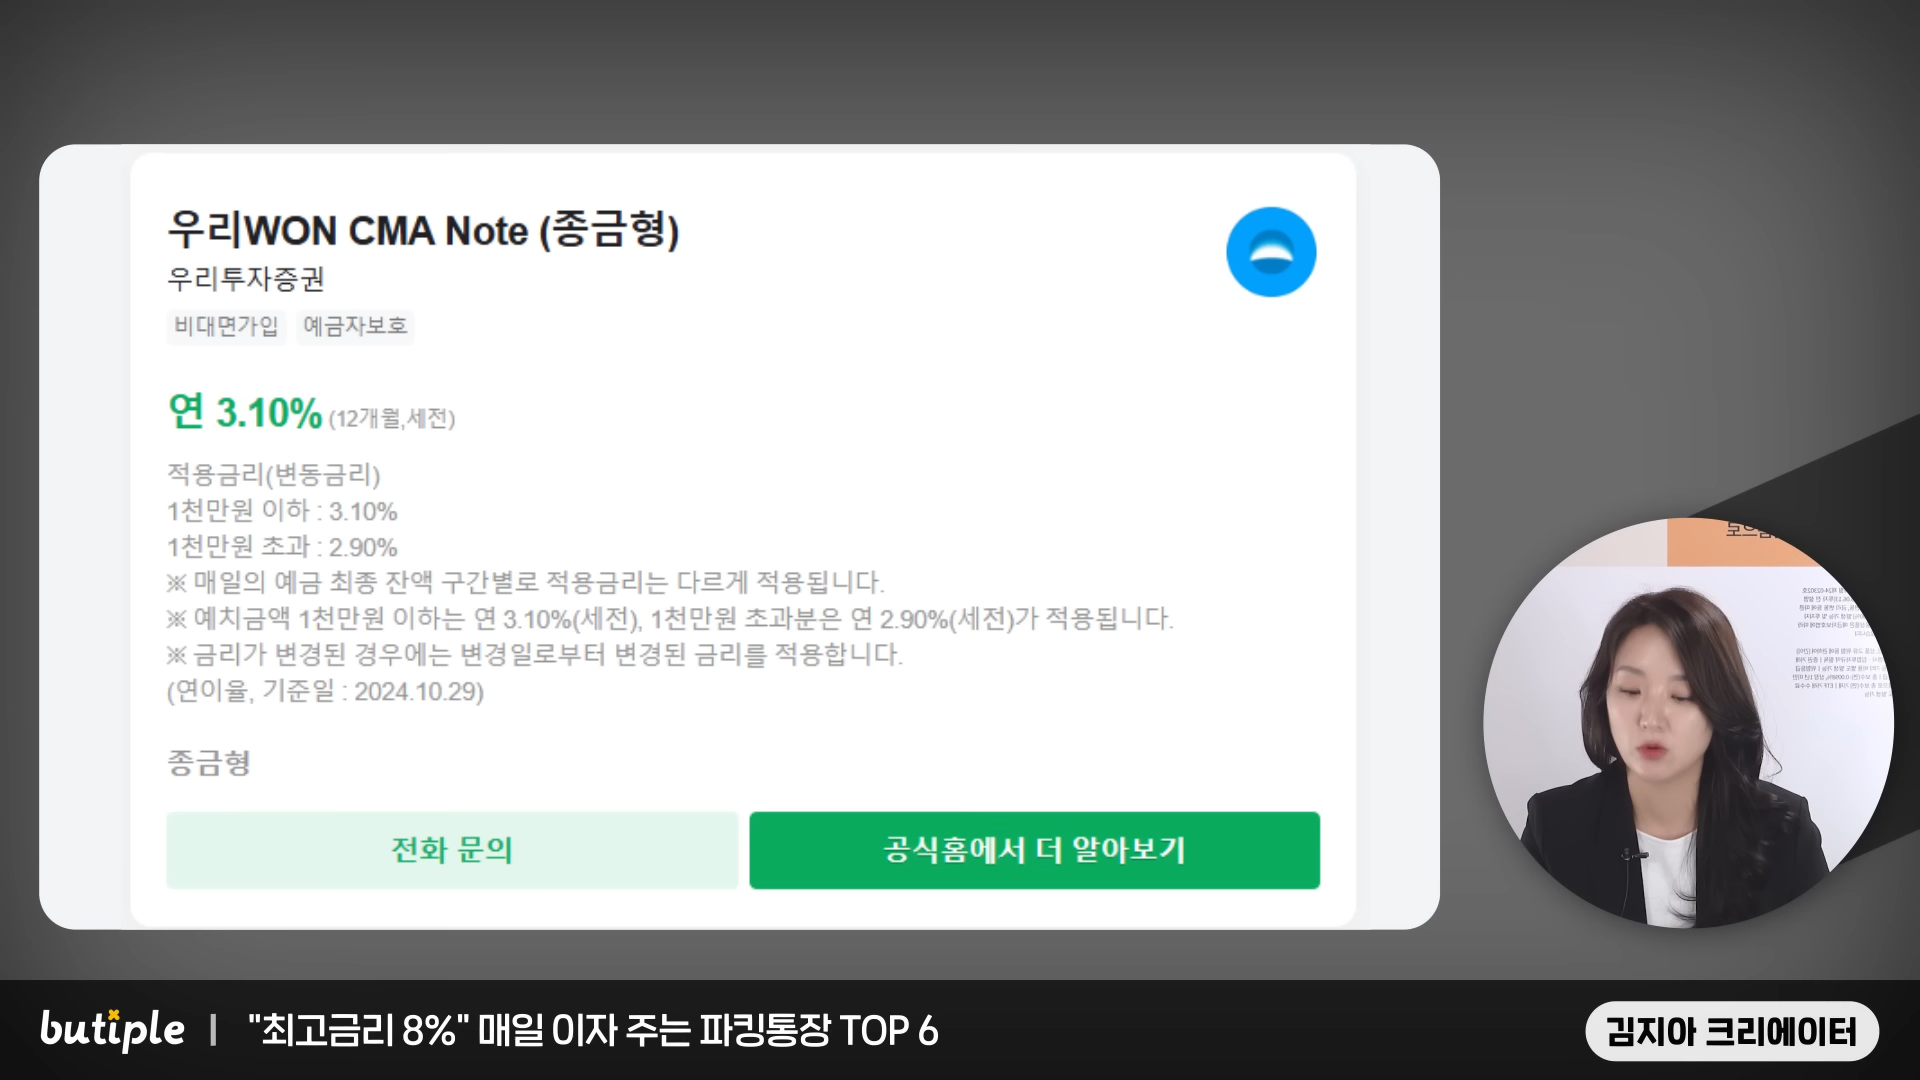 우리WON CMA Note (종금형)
우리투자증권
비대면가입 예금자보호
연 3.10% (12개월,세전)
적용금리(변동금리)
1천만원 이하 : 3.10%
1천만원 초과 : 2.90%
※ 매일의 예금 최종 잔액 구간별로 적용금리는 다르게 적용됩니다.
※ 예치금액 1천만원 이하는 연 3.10%(세전), 1천만원 초과분은 연 2.90%(세전)가 적용됩니다.
※ 금리가 변경된 경우에는 변경일로부터 변경된 금리를 적용합니다.
(연이율, 기준일 : 2024.10.29)
종금형
전화 문의
공식홈에서 더 알아보기
butiple | "최고금리 8%" 매일 이자 주는 파킹통장 TOP 6
김지아 크리에이터